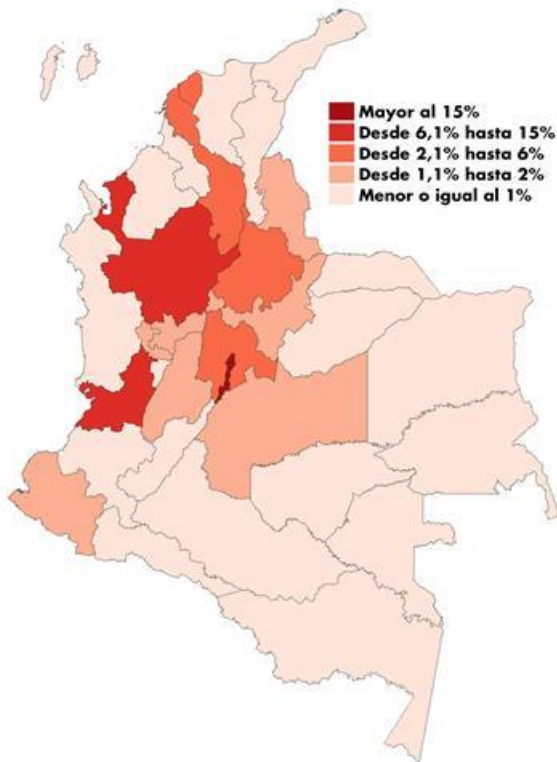 Mayor al 15%
Desde 6,1% hasta 15%
Desde 2,1% hasta 6%
Desde 1,1% hasta 2%
Menor o igual al 1%